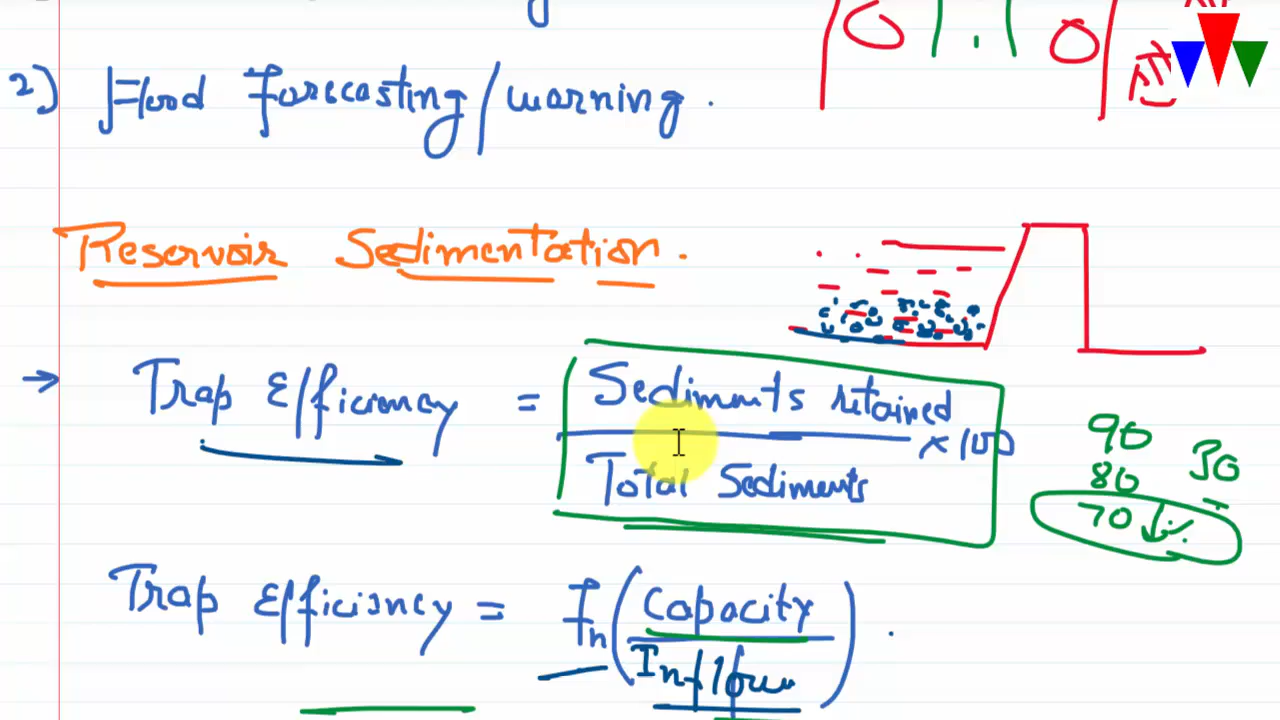 2) Flood Forecasting/warning.
Reservoir Sedimentation.
→ Trap Efficiency = Sediments retained
Total Sediments × 100
90
80 30
70 ↓ %
Trap Efficiency = Fn (Capacity
Inflow) .